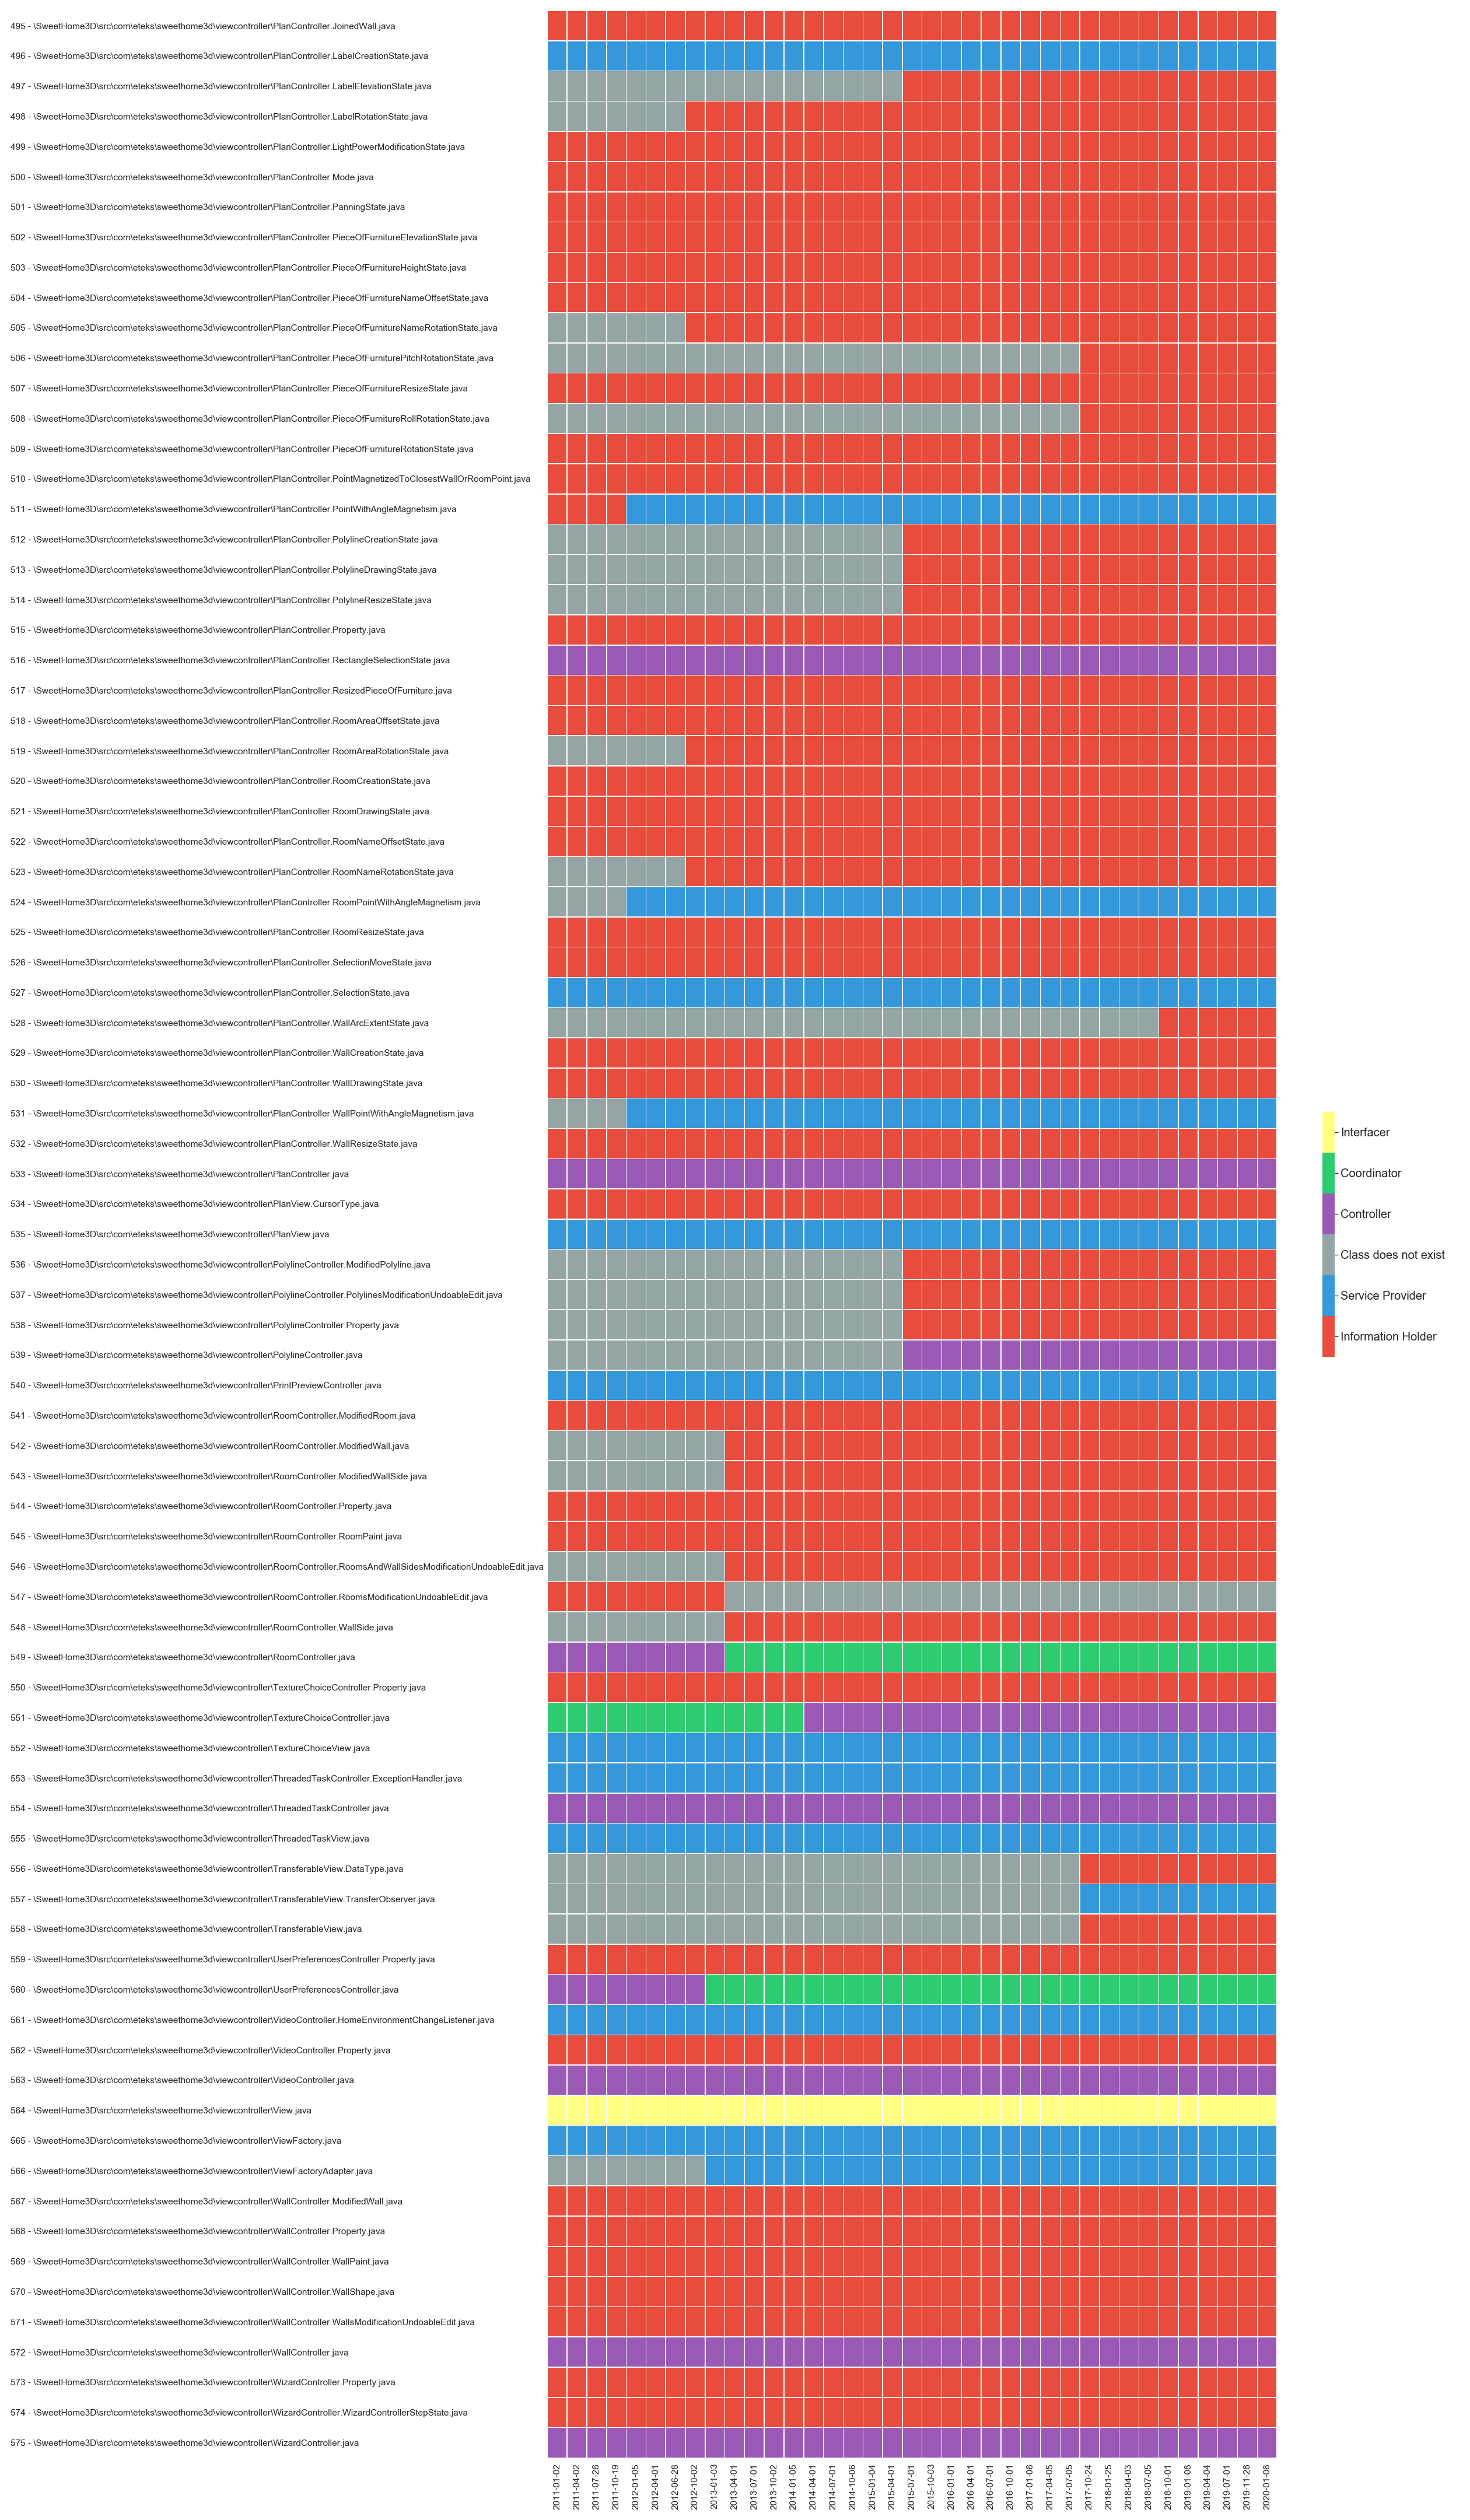 495 - \SweetHome3D\src\com\eteks\sweethome3d\viewcontroller\PlanController.JoinedWall.java
496 - \SweetHome3D\src\com\eteks\sweethome3d\viewcontroller\PlanController.LabelCreationState.java
497 - \SweetHome3D\src\com\eteks\sweethome3d\viewcontroller\PlanController.LabelElevationState.java
498 - \SweetHome3D\src\com\eteks\sweethome3d\viewcontroller\PlanController.LabelRotationState.java
499 - \SweetHome3D\src\com\eteks\sweethome3d\viewcontroller\PlanController.LightPowerModificationState.java
500 - \SweetHome3D\src\com\eteks\sweethome3d\viewcontroller\PlanController.Mode.java
501 - \SweetHome3D\src\com\eteks\sweethome3d\viewcontroller\PlanController.PanningState.java
502 - \SweetHome3D\src\com\eteks\sweethome3d\viewcontroller\PlanController.PieceOfFurnitureElevationState.java
503 - \SweetHome3D\src\com\eteks\sweethome3d\viewcontroller\PlanController.PieceOfFurnitureHeightState.java
504 - \SweetHome3D\src\com\eteks\sweethome3d\viewcontroller\PlanController.PieceOfFurnitureNameOffsetState.java
505 - \SweetHome3D\src\com\eteks\sweethome3d\viewcontroller\PlanController.PieceOfFurnitureNameRotationState.java
506 - \SweetHome3D\src\com\eteks\sweethome3d\viewcontroller\PlanController.PieceOfFurniturePitchRotationState.java
507 - \SweetHome3D\src\com\eteks\sweethome3d\viewcontroller\PlanController.PieceOfFurnitureResizeState.java
508 - \SweetHome3D\src\com\eteks\sweethome3d\viewcontroller\PlanController.PieceOfFurnitureRollRotationState.java
509 - \SweetHome3D\src\com\eteks\sweethome3d\viewcontroller\PlanController.PieceOfFurnitureRotationState.java
510 - \SweetHome3D\src\com\eteks\sweethome3d\viewcontroller\PlanController.PointMagnetizedToClosestWallOrRoomPoint.java
511 - \SweetHome3D\src\com\eteks\sweethome3d\viewcontroller\PlanController.PointWithAngleMagnetism.java
512 - \SweetHome3D\src\com\eteks\sweethome3d\viewcontroller\PlanController.PolylineCreationState.java
513 - \SweetHome3D\src\com\eteks\sweethome3d\viewcontroller\PlanController.PolylineDrawingState.java
514 - \SweetHome3D\src\com\eteks\sweethome3d\viewcontroller\PlanController.PolylineResizeState.java
515 - \SweetHome3D\src\com\eteks\sweethome3d\viewcontroller\PlanController.Property.java
516 - \SweetHome3D\src\com\eteks\sweethome3d\viewcontroller\PlanController.RectangleSelectionState.java
517 - \SweetHome3D\src\com\eteks\sweethome3d\viewcontroller\PlanController.ResizedPieceOfFurniture.java
518 - \SweetHome3D\src\com\eteks\sweethome3d\viewcontroller\PlanController.RoomAreaOffsetState.java
519 - \SweetHome3D\src\com\eteks\sweethome3d\viewcontroller\PlanController.RoomAreaRotationState.java
520 - \SweetHome3D\src\com\eteks\sweethome3d\viewcontroller\PlanController.RoomCreationState.java
521 - \SweetHome3D\src\com\eteks\sweethome3d\viewcontroller\PlanController.RoomDrawingState.java
522 - \SweetHome3D\src\com\eteks\sweethome3d\viewcontroller\PlanController.RoomNameOffsetState.java
523 - \SweetHome3D\src\com\eteks\sweethome3d\viewcontroller\PlanController.RoomNameRotationState.java
524 - \SweetHome3D\src\com\eteks\sweethome3d\viewcontroller\PlanController.RoomPointWithAngleMagnetism.java
525 - \SweetHome3D\src\com\eteks\sweethome3d\viewcontroller\PlanController.RoomResizeState.java
526 - \SweetHome3D\src\com\eteks\sweethome3d\viewcontroller\PlanController.SelectionMoveState.java
527 - \SweetHome3D\src\com\eteks\sweethome3d\viewcontroller\PlanController.SelectionState.java
528 - \SweetHome3D\src\com\eteks\sweethome3d\viewcontroller\PlanController.WallArcExtentState.java
529 - \SweetHome3D\src\com\eteks\sweethome3d\viewcontroller\PlanController.WallCreationState.java
530 - \SweetHome3D\src\com\eteks\sweethome3d\viewcontroller\PlanController.WallDrawingState.java
531 - \SweetHome3D\src\com\eteks\sweethome3d\viewcontroller\PlanController.WallPointWithAngleMagnetism.java
532 - \SweetHome3D\src\com\eteks\sweethome3d\viewcontroller\PlanController.WallResizeState.java
533 - \SweetHome3D\src\com\eteks\sweethome3d\viewcontroller\PlanController.java
534 - \SweetHome3D\src\com\eteks\sweethome3d\viewcontroller\PlanView.CursorType.java
535 - \SweetHome3D\src\com\eteks\sweethome3d\viewcontroller\PlanView.java
536 - \SweetHome3D\src\com\eteks\sweethome3d\viewcontroller\PolylineController.ModifiedPolyline.java
537 - \SweetHome3D\src\com\eteks\sweethome3d\viewcontroller\PolylineController.PolylinesModificationUndoableEdit.java
538 - \SweetHome3D\src\com\eteks\sweethome3d\viewcontroller\PolylineController.Property.java
539 - \SweetHome3D\src\com\eteks\sweethome3d\viewcontroller\PolylineController.java
540 - \SweetHome3D\src\com\eteks\sweethome3d\viewcontroller\PrintPreviewController.java
541 - \SweetHome3D\src\com\eteks\sweethome3d\viewcontroller\RoomController.ModifiedRoom.java
542 - \SweetHome3D\src\com\eteks\sweethome3d\viewcontroller\RoomController.ModifiedWall.java
543 - \SweetHome3D\src\com\eteks\sweethome3d\viewcontroller\RoomController.ModifiedWallSide.java
544 - \SweetHome3D\src\com\eteks\sweethome3d\viewcontroller\RoomController.Property.java
545 - \SweetHome3D\src\com\eteks\sweethome3d\viewcontroller\RoomController.RoomPaint.java
546 - \SweetHome3D\src\com\eteks\sweethome3d\viewcontroller\RoomController.RoomsAndWallSidesModificationUndoableEdit.java
547 - \SweetHome3D\src\com\eteks\sweethome3d\viewcontroller\RoomController.RoomsModificationUndoableEdit.java
548 - \SweetHome3D\src\com\eteks\sweethome3d\viewcontroller\RoomController.WallSide.java
549 - \SweetHome3D\src\com\eteks\sweethome3d\viewcontroller\RoomController.java
550 - \SweetHome3D\src\com\eteks\sweethome3d\viewcontroller\TextureChoiceController.Property.java
551 - \SweetHome3D\src\com\eteks\sweethome3d\viewcontroller\TextureChoiceController.java
552 - \SweetHome3D\src\com\eteks\sweethome3d\viewcontroller\TextureChoiceView.java
553 - \SweetHome3D\src\com\eteks\sweethome3d\viewcontroller\ThreadedTaskController.ExceptionHandler.java
554 - \SweetHome3D\src\com\eteks\sweethome3d\viewcontroller\ThreadedTaskController.java
555 - \SweetHome3D\src\com\eteks\sweethome3d\viewcontroller\ThreadedTaskView.java
556 - \SweetHome3D\src\com\eteks\sweethome3d\viewcontroller\TransferableView.DataType.java
557 - \SweetHome3D\src\com\eteks\sweethome3d\viewcontroller\TransferableView.TransferObserver.java
558 - \SweetHome3D\src\com\eteks\sweethome3d\viewcontroller\TransferableView.java
559 - \SweetHome3D\src\com\eteks\sweethome3d\viewcontroller\UserPreferencesController.Property.java
560 - \SweetHome3D\src\com\eteks\sweethome3d\viewcontroller\UserPreferencesController.java
561 - \SweetHome3D\src\com\eteks\sweethome3d\viewcontroller\VideoController.HomeEnvironmentChangeListener.java
562 - \SweetHome3D\src\com\eteks\sweethome3d\viewcontroller\VideoController.Property.java
563 - \SweetHome3D\src\com\eteks\sweethome3d\viewcontroller\VideoController.java
564 - \SweetHome3D\src\com\eteks\sweethome3d\viewcontroller\View.java
565 - \SweetHome3D\src\com\eteks\sweethome3d\viewcontroller\ViewFactory.java
566 - \SweetHome3D\src\com\eteks\sweethome3d\viewcontroller\ViewFactoryAdapter.java
567 - \SweetHome3D\src\com\eteks\sweethome3d\viewcontroller\WallController.ModifiedWall.java
568 - \SweetHome3D\src\com\eteks\sweethome3d\viewcontroller\WallController.Property.java
569 - \SweetHome3D\src\com\eteks\sweethome3d\viewcontroller\WallController.WallPaint.java
570 - \SweetHome3D\src\com\eteks\sweethome3d\viewcontroller\WallController.WallShape.java
571 - \SweetHome3D\src\com\eteks\sweethome3d\viewcontroller\WallController.WallsModificationUndoableEdit.java
572 - \SweetHome3D\src\com\eteks\sweethome3d\viewcontroller\WallController.java
573 - \SweetHome3D\src\com\eteks\sweethome3d\viewcontroller\WizardController.Property.java
574 - \SweetHome3D\src\com\eteks\sweethome3d\viewcontroller\WizardController.WizardControllerStepState.java
575 - \SweetHome3D\src\com\eteks\sweethome3d\viewcontroller\WizardController.java
2011-01-02
2011-04-02
2011-07-26
2011-10-19
2012-01-05
2012-04-01
2012-06-28
2012-10-02
2013-01-03
2013-04-01
2013-07-01
2013-10-02
2014-01-05
2014-04-01
2014-07-01
2014-10-06
2015-01-04
2015-04-01
2015-07-01
2015-10-03
2016-01-01
2016-04-01
2016-07-01
2016-10-01
2017-01-06
2017-04-05
2017-07-05
2017-10-24
2018-01-25
2018-04-03
2018-07-05
2018-10-01
2019-01-08
2019-04-04
2019-07-01
2019-11-28
2020-01-06
Interfacer
Coordinator
Controller
Class does not exist
Service Provider
Information Holder